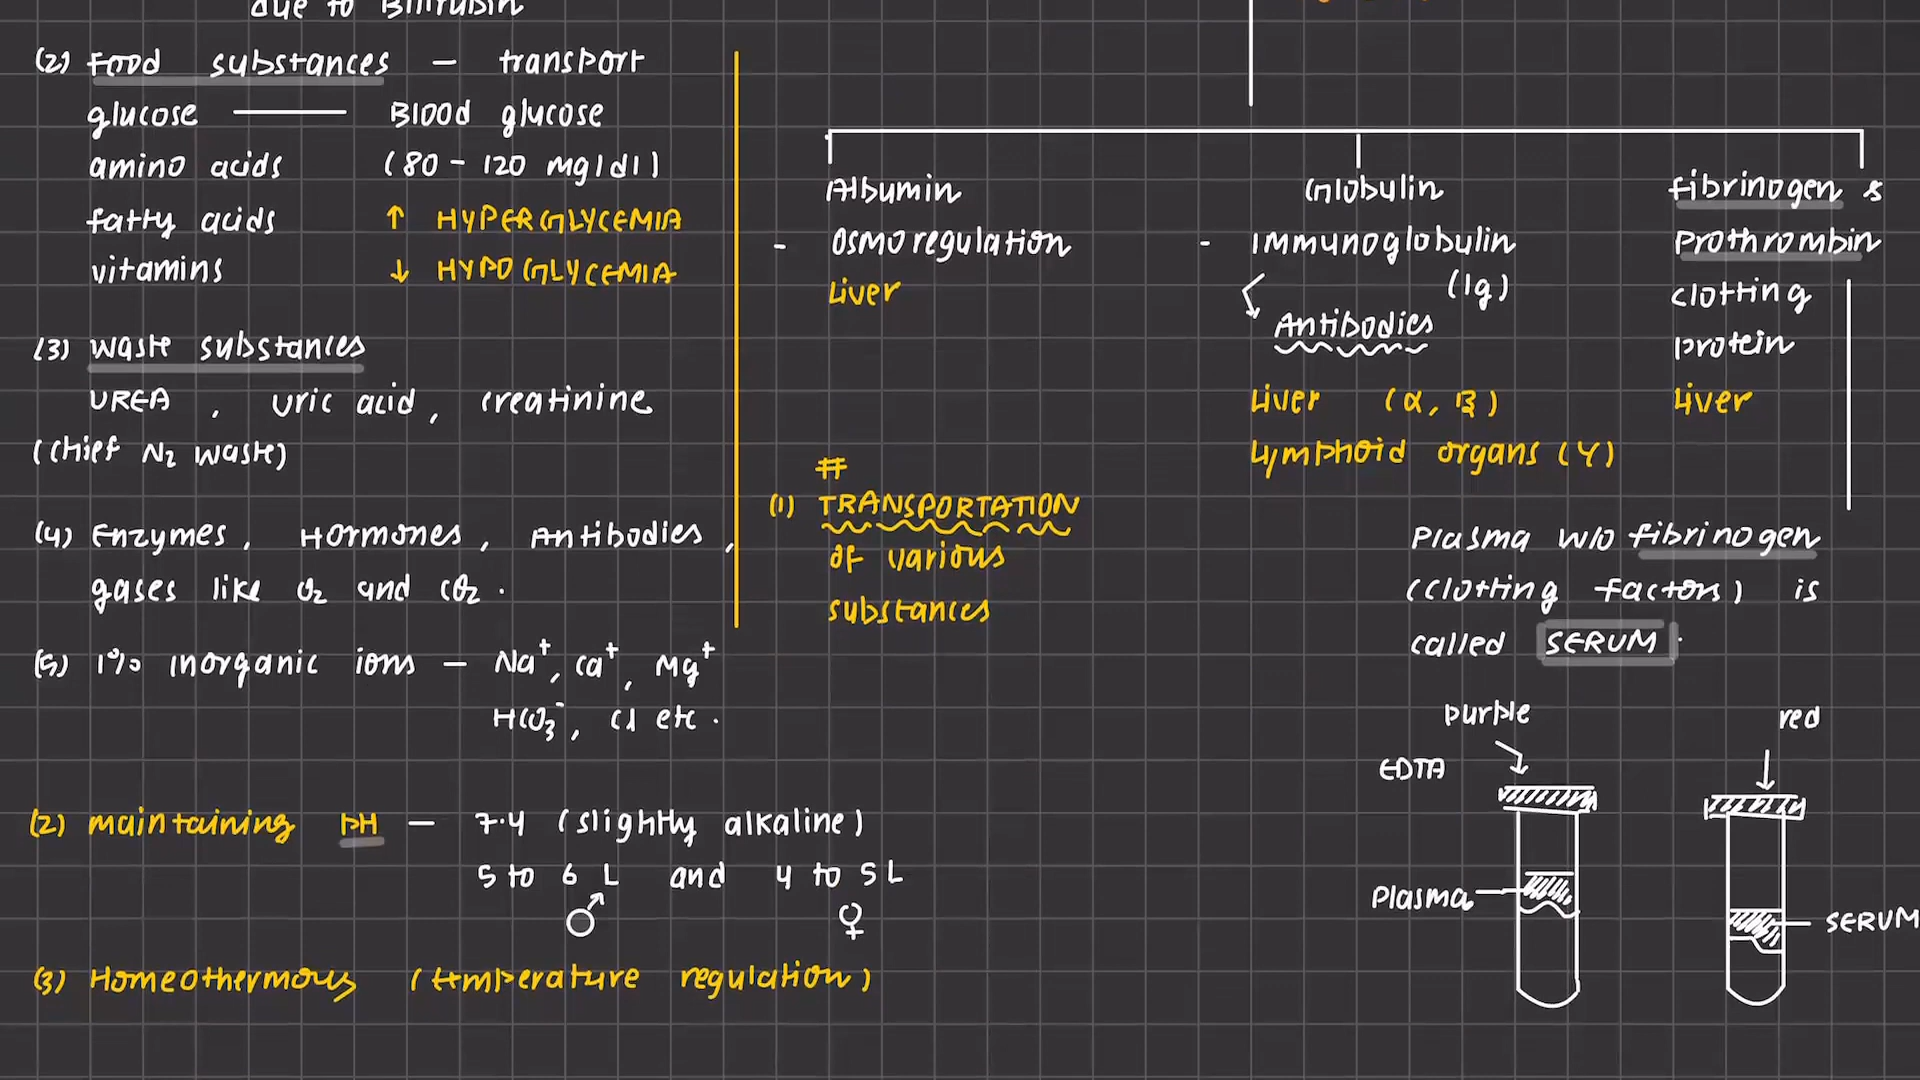 due to Bilirubin
(2) Food substances - transport
glucose — Blood glucose
amino acids (80 - 120 mg/dl)
fatty acids ↑ HYPERGLYCEMIA
vitamins ↓ HYPOGLYCEMIA
(3) waste substances
UREA , uric acid, creatinine
(chief N2 waste)
(4) Enzymes, Hormones, Antibodies,
gases like O2 and CO2.
(5) 1% inorganic ions - Na+, Ca+, Mg+
HCO3-, Cl etc.
(2) maintaining pH - 7.4 (slightly alkaline)
5 to 6 L and 4 to 5 L
♂ ♀
(3) Homeothermous (temperature regulation)
Albumin
- Osmoregulation
Liver
#
(1) TRANSPORTATION
of various
substances
Globulin
- Immunoglobulin
(Ig)
Antibodies
Liver (α, β)
Lymphoid organs (γ)
fibrinogen &
Prothrombin
clotting
protein
Liver
Plasma w/o fibrinogen
(clotting factors) is
called SERUM.
purple
EDTA
Plasma
red
SERUM